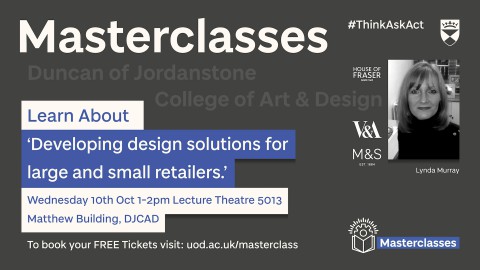 Masterclasses
#ThinkAskAct
Duncan of Jordanstone
College of Art & Design
HOUSE OF
FRASER
V&A
M&S
EST. 1884
Lynda Murray
Learn About
‘Developing design solutions for
large and small retailers.’
Wednesday 10th Oct 1-2pm Lecture Theatre 5013
Matthew Building, DJCAD
To book your FREE Tickets visit: uod.ac.uk/masterclass
Masterclasses